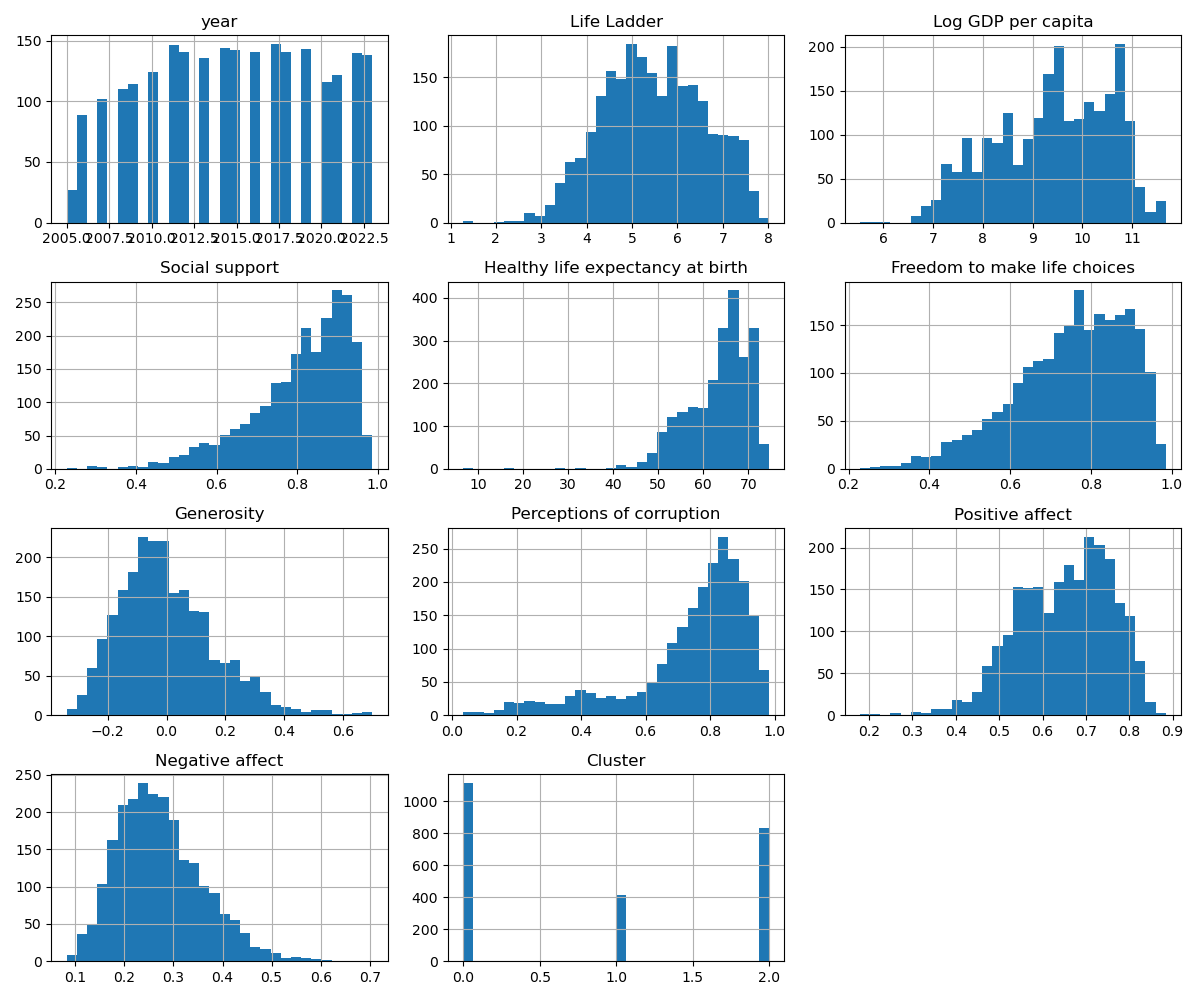 year
150
100
50
0
2005.0 2007.5 2010.0 2012.5 2015.0 2017.5 2020.0 2022.5
Life Ladder
150
100
50
0
1 2 3 4 5 6 7 8
Log GDP per capita
200
150
100
50
0
6 7 8 9 10 11
Social support
250
200
150
100
50
0
0.2 0.4 0.6 0.8 1.0
Healthy life expectancy at birth
400
300
200
100
0
10 20 30 40 50 60 70
Freedom to make life choices
150
100
50
0
0.2 0.4 0.6 0.8 1.0
Generosity
200
150
100
50
0
−0.2 0.0 0.2 0.4 0.6
Perceptions of corruption
250
200
150
100
50
0
0.0 0.2 0.4 0.6 0.8 1.0
Positive affect
200
150
100
50
0
0.2 0.3 0.4 0.5 0.6 0.7 0.8 0.9
Negative affect
250
200
150
100
50
0
0.1 0.2 0.3 0.4 0.5 0.6 0.7
Cluster
1000
800
600
400
200
0
0.0 0.5 1.0 1.5 2.0